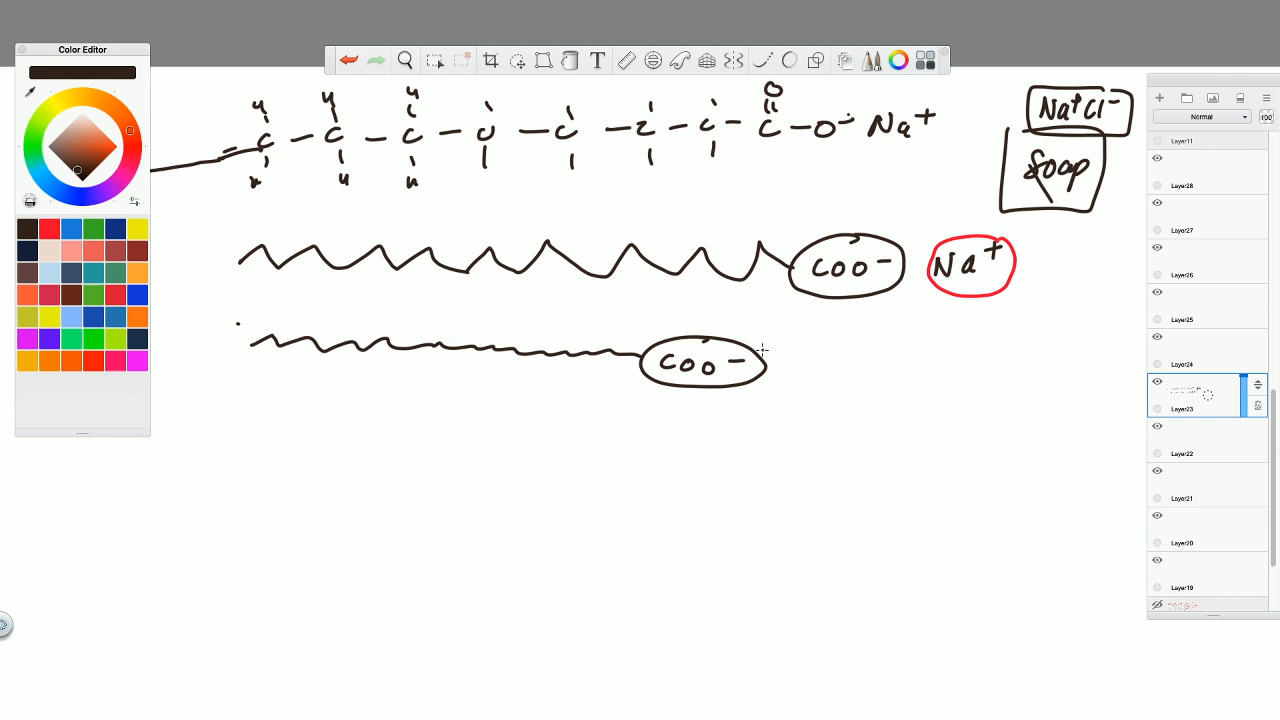 Color Editor
H H H O
C - C - C - C - C - C - C - C - O⁻ Na⁺
H H H
Na⁺Cl⁻
Soap
COO⁻ Na⁺
COO⁻
Normal
100
Layer11
Layer28
Layer27
Layer26
Layer25
Layer24
Layer23
Layer22
Layer21
Layer20
Layer19